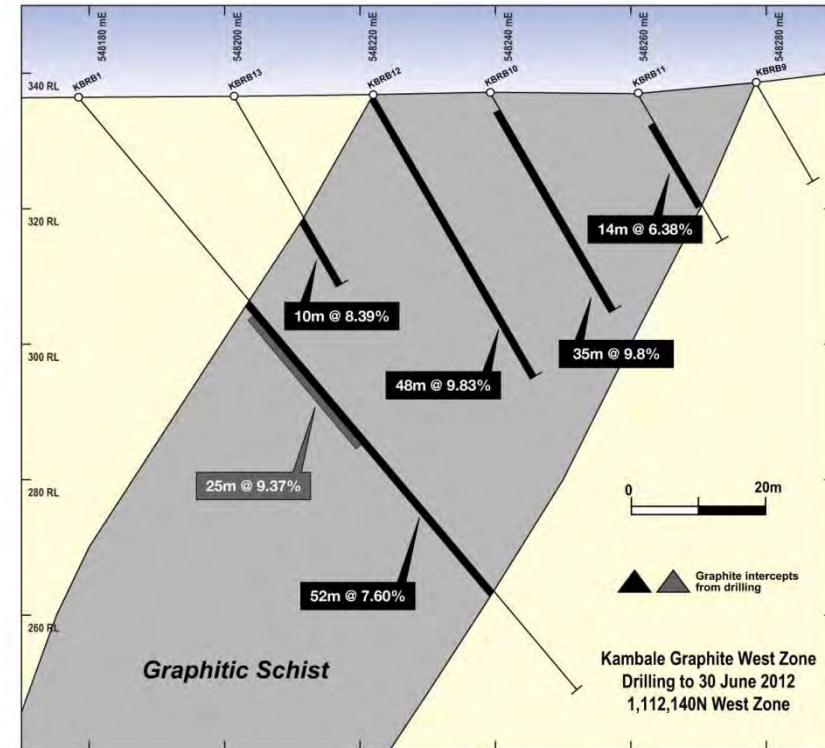 548180 mE
548200 mE
548220 mE
548240 mE
548260 mE
548280 mE
KBRB1
KBRB13
KBRB12
KBRB10
KBRB11
KBRB9
340 RL
320 RL
300 RL
280 RL
260 RL
14m @ 6.38%
10m @ 8.39%
35m @ 9.8%
48m @ 9.83%
25m @ 9.37%
52m @ 7.60%
0 20m
Graphite intercepts
from drilling
Graphitic Schist
Kambale Graphite West Zone
Drilling to 30 June 2012
1,112,140N West Zone